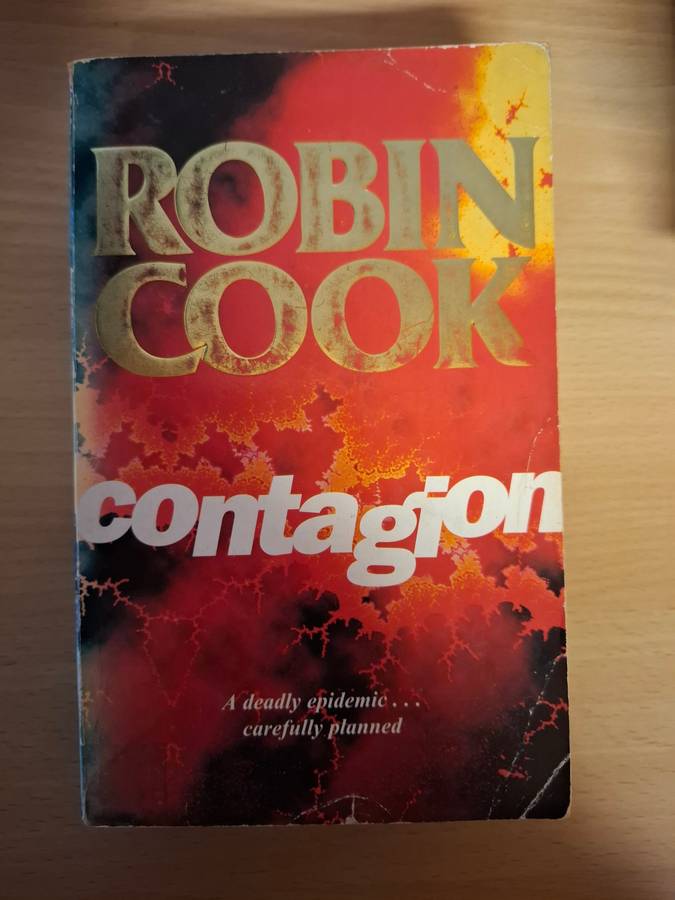 ROBIN
COOK
contagion
A deadly epidemic . . .
carefully planned